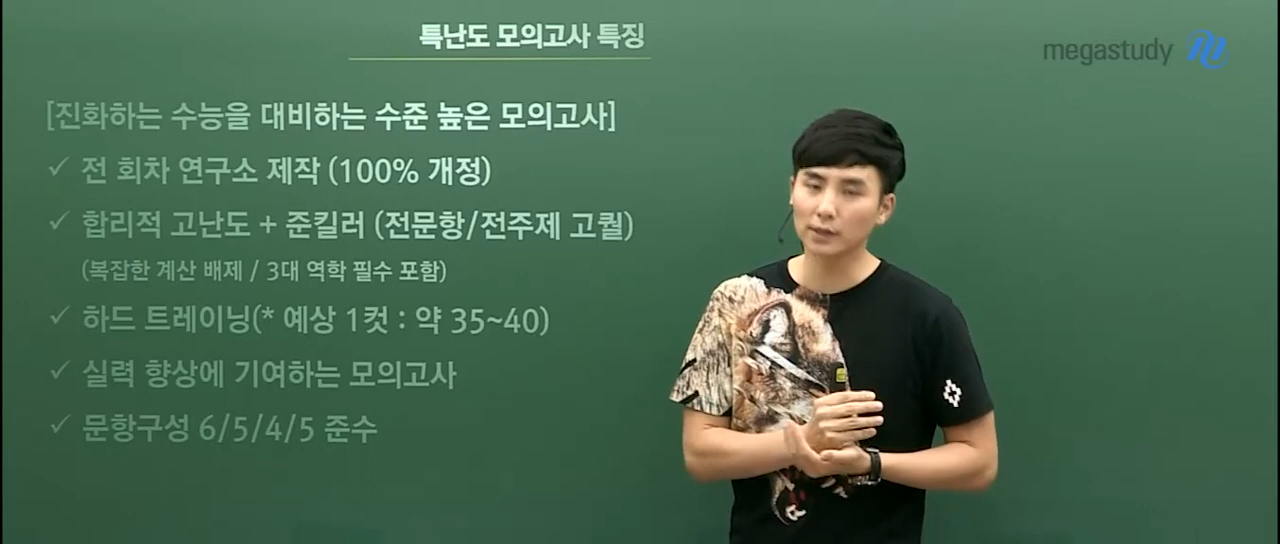 특난도 모의고사 특징
megastudy
[진화하는 수능을 대비하는 수준 높은 모의고사]
✓ 전 회차 연구소 제작 (100% 개정)
✓ 합리적 고난도 + 준킬러 (전문항/전주제 고퀄)
(복잡한 계산 배제 / 3대 역학 필수 포함)
✓ 하드 트레이닝(* 예상 1컷 : 약 35~40)
✓ 실력 향상에 기여하는 모의고사
✓ 문항구성 6/5/4/5 준수